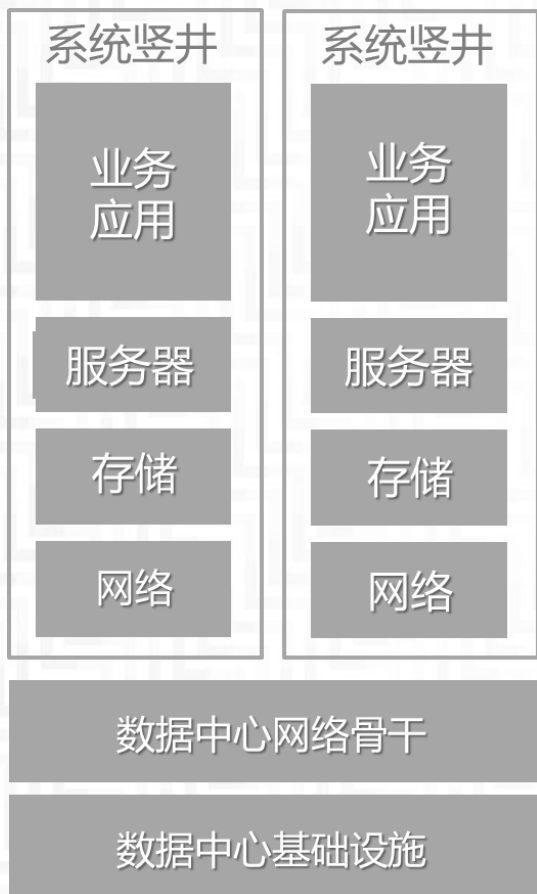 系统竖井
业务
应用
服务器
存储
网络
系统竖井
业务
应用
服务器
存储
网络
数据中心网络骨干
数据中心基础设施